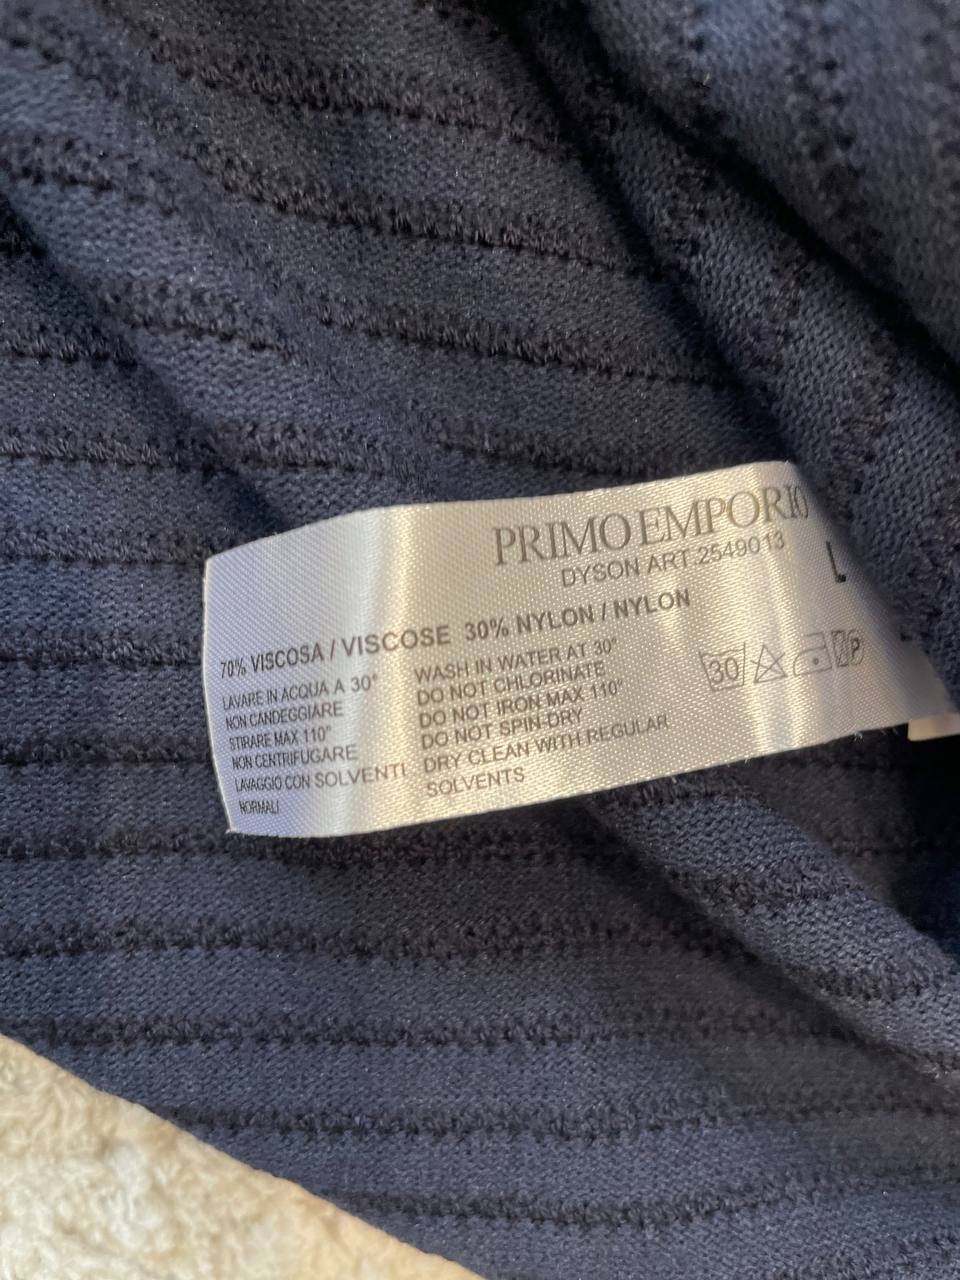 PRIMO EMPORIO
DYSON ART.2549013
L
70% VISCOSA / VISCOSE 30% NYLON / NYLON
LAVARE IN ACQUA A 30°
NON CANDEGGIARE
STIRARE MAX 110°
NON CENTRIFUGARE
LAVAGGIO CON SOLVENTI
NORMALI
WASH IN WATER AT 30°
DO NOT CHLORINATE
DO NOT IRON MAX 110°
DO NOT SPIN-DRY
DRY CLEAN WITH REGULAR
SOLVENTS
30 P